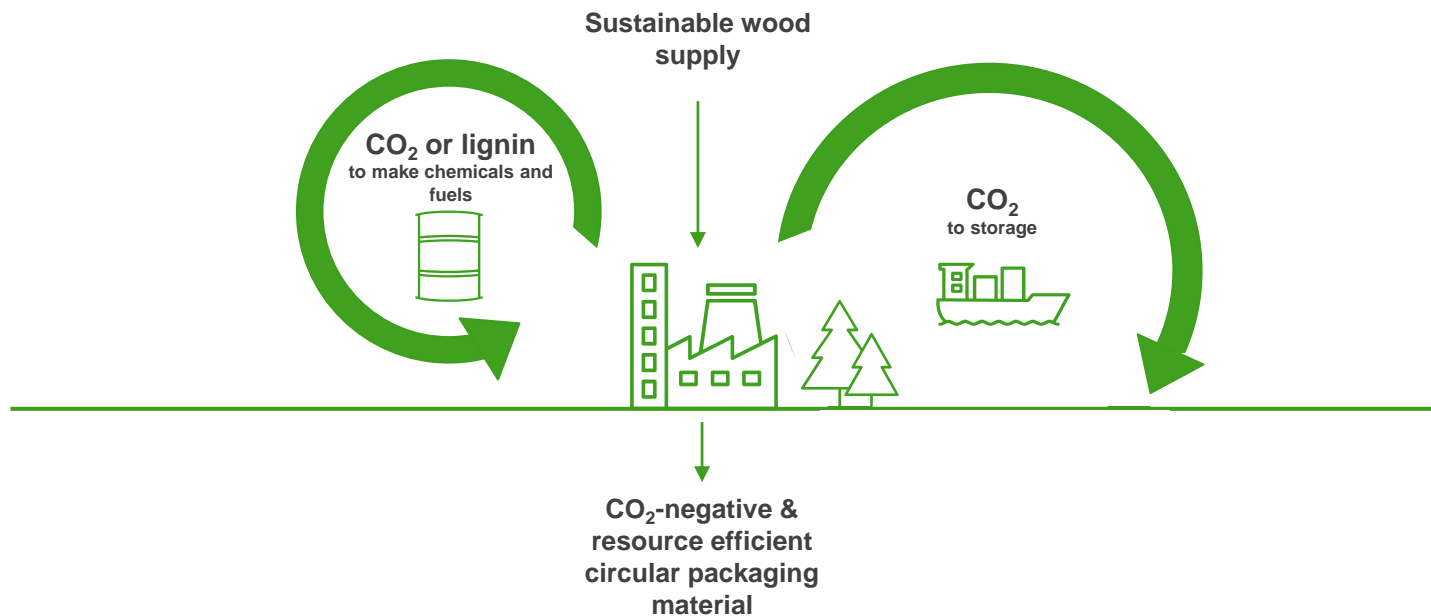 Sustainable wood
supply
CO₂ or lignin
to make chemicals and
fuels
CO₂
to storage
CO₂-negative &
resource efficient
circular packaging
material